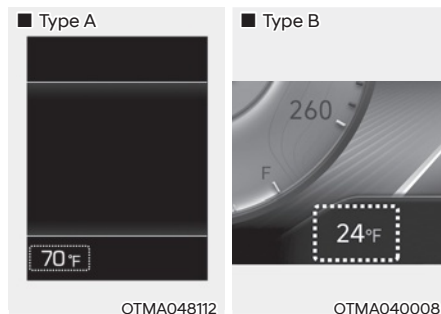 ■ Type A
■ Type B
260
F
70°F
24°F
OTMA048112
OTMA040008